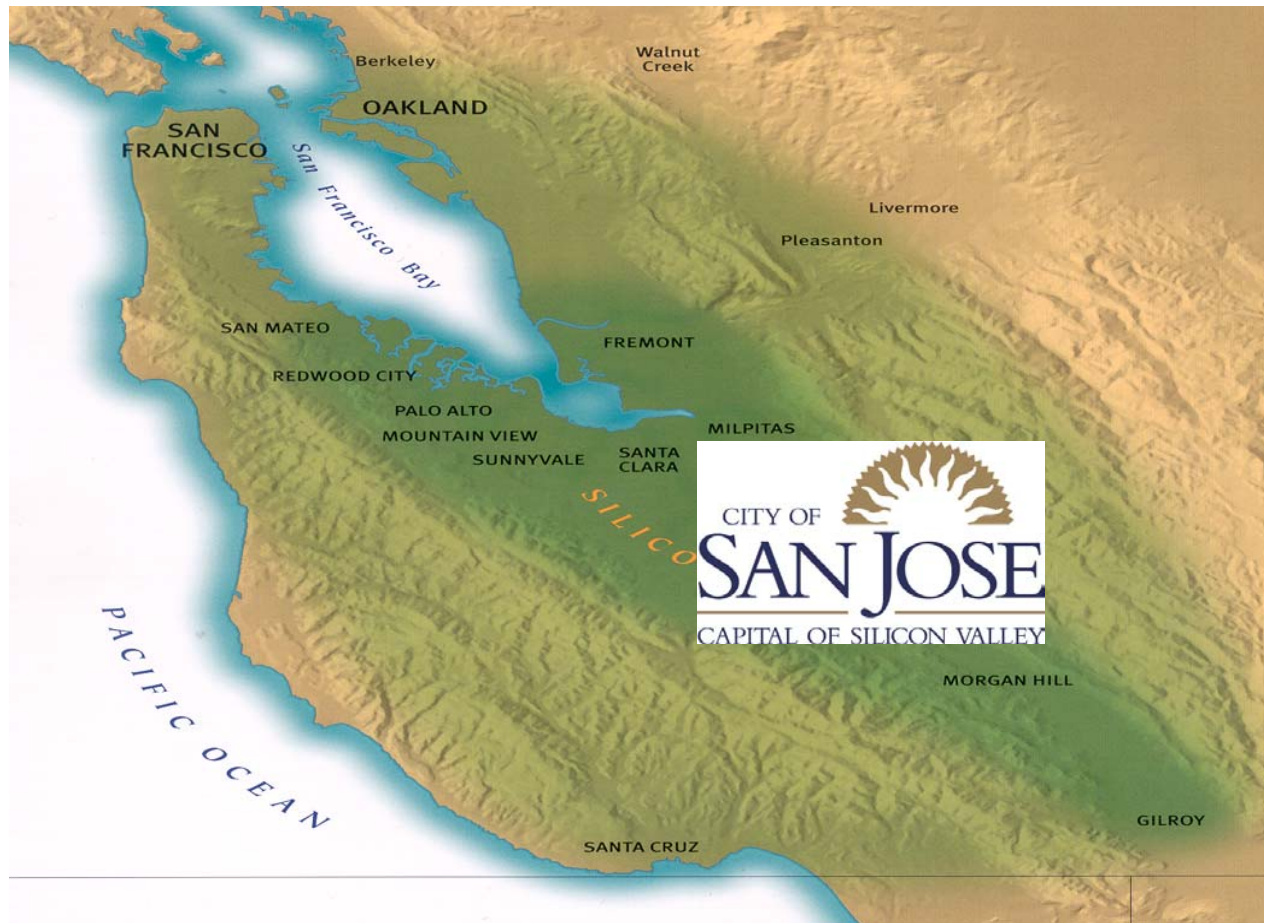 Berkeley
Walnut
Creek
OAKLAND
SAN
FRANCISCO
San Francisco Bay
Livermore
Pleasanton
SAN MATEO
FREMONT
REDWOOD CITY
PALO ALTO
MILPITAS
MOUNTAIN VIEW
SUNNYVALE
SANTA
CLARA
SILICO
CITY OF
SAN JOSE
CAPITAL OF SILICON VALLEY
PACIFIC OCEAN
MORGAN HILL
GILROY
SANTA CRUZ